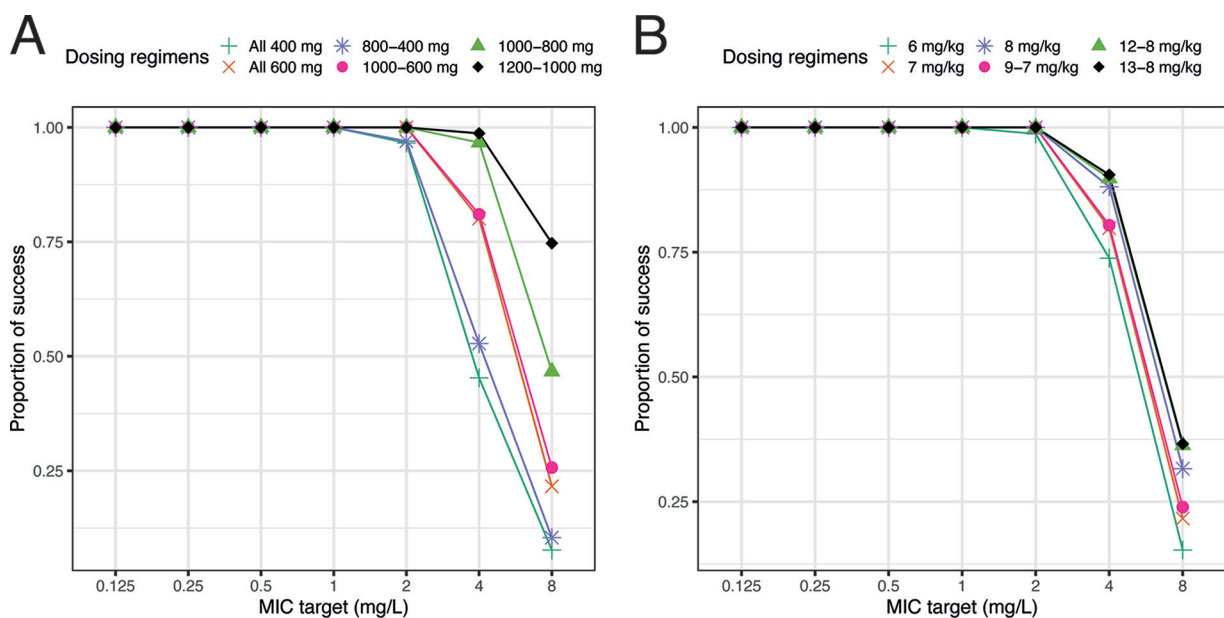 A
Dosing regimens
All 400 mg
800–400 mg
1000–800 mg
All 600 mg
1000–600 mg
1200–1000 mg
Proportion of success
1.00
0.75
0.50
0.25
0.125 0.25 0.5 1 2 4 8
MIC target (mg/L)
B
Dosing regimens
6 mg/kg
8 mg/kg
12–8 mg/kg
7 mg/kg
9–7 mg/kg
13–8 mg/kg
Proportion of success
1.00
0.75
0.50
0.25
0.125 0.25 0.5 1 2 4 8
MIC target (mg/L)